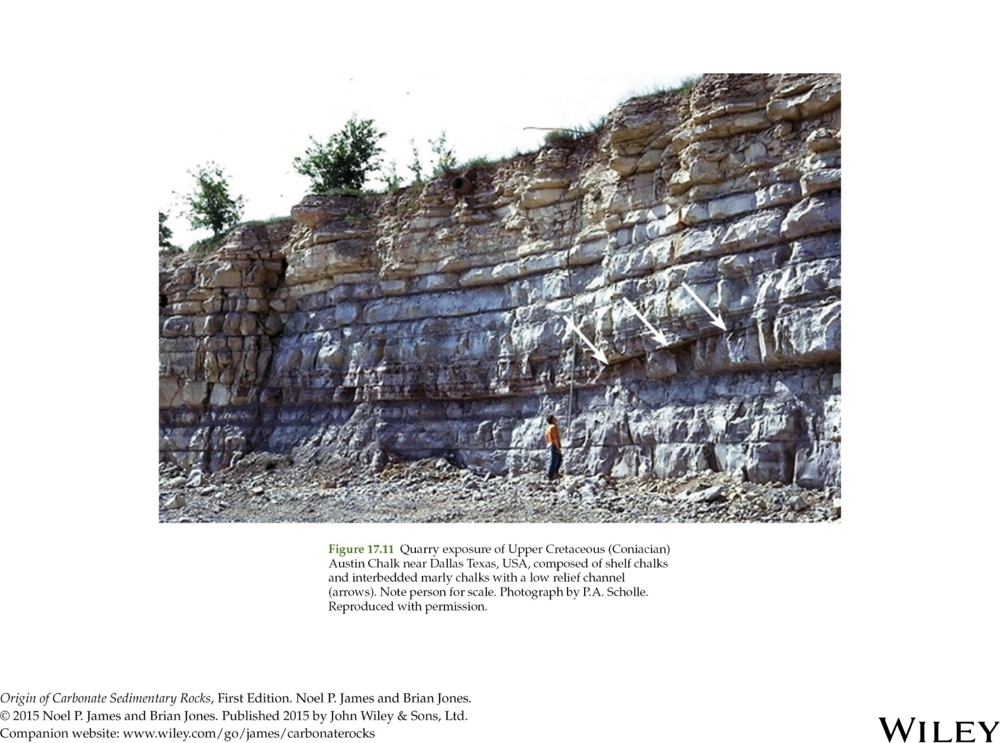 Figure 17.11 Quarry exposure of Upper Cretaceous (Coniacian)
Austin Chalk near Dallas Texas, USA, composed of shelf chalks
and interbedded marly chalks with a low relief channel
(arrows). Note person for scale. Photograph by P.A. Scholle.
Reproduced with permission.
Origin of Carbonate Sedimentary Rocks, First Edition. Noel P. James and Brian Jones.
© 2015 Noel P. James and Brian Jones. Published 2015 by John Wiley & Sons, Ltd.
Companion website: www.wiley.com/go/james/carbonaterocks
WILEY